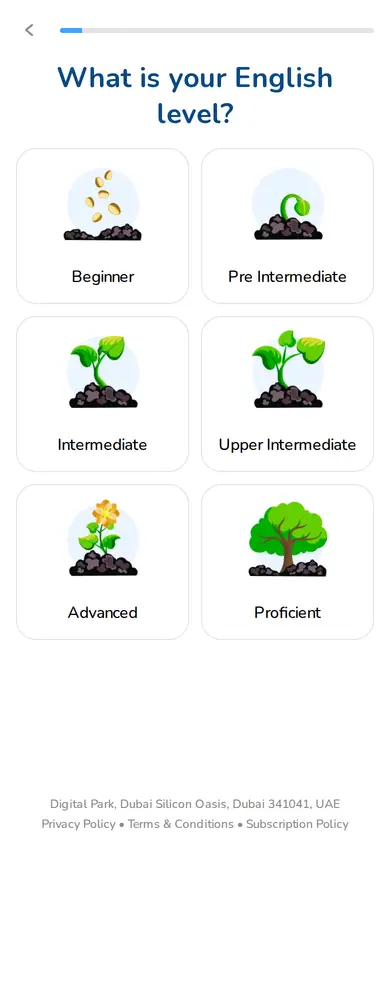 What is your English
level?
Beginner
Pre Intermediate
Intermediate
Upper Intermediate
Advanced
Proficient
Digital Park, Dubai Silicon Oasis, Dubai 341041, UAE
Privacy Policy • Terms & Conditions • Subscription Policy